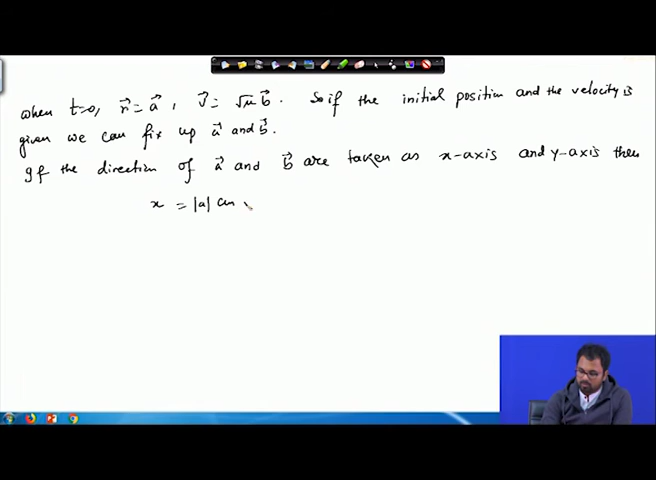 when t=0, r⃗ = a⃗ , v⃗ = √μ b⃗ . So if the initial position and the velocity is
given we can fix up a⃗ and b⃗.
If the direction of a⃗ and b⃗ are taken as x-axis and y-axis then
x = |a| cos